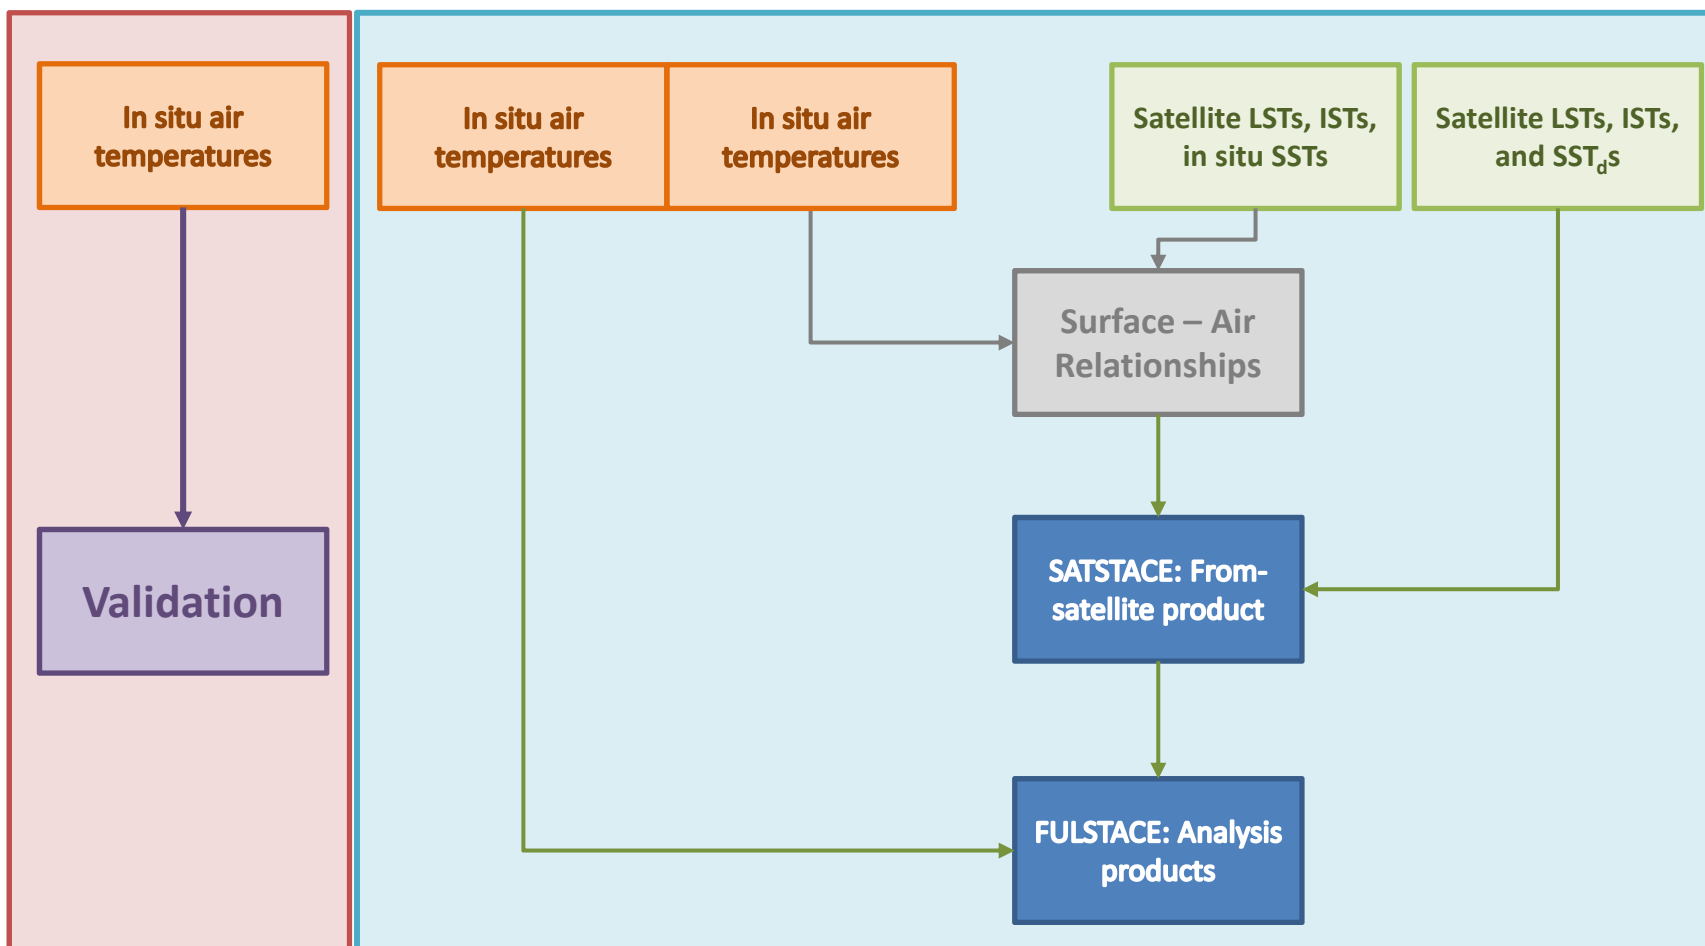 In situ air
temperatures
In situ air
temperatures
In situ air
temperatures
Satellite LSTs, ISTs,
in situ SSTs
Satellite LSTs, ISTs,
and SSTds
Surface – Air
Relationships
Validation
SATSTACE: From-
satellite product
FULSTACE: Analysis
products